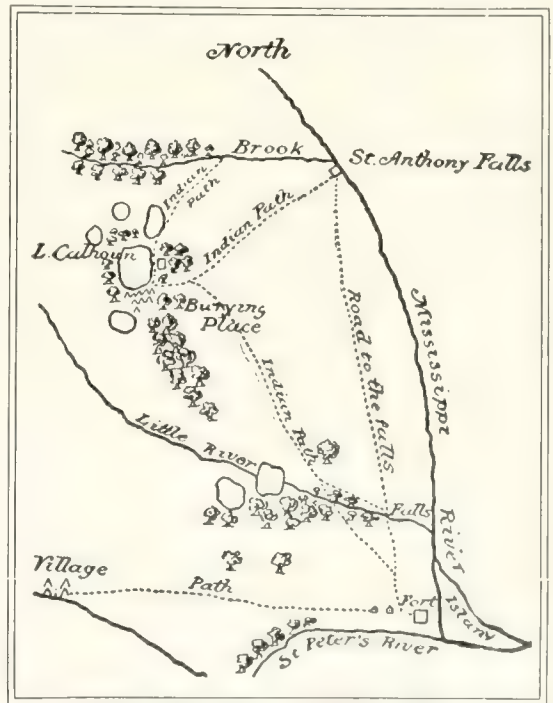 North
Brook
St. Anthony Falls
Indian Path
Indian Path
L. Calhoun
Burying Place
Road to the falls
Mississippi River
Indian Path
Little River
Falls
Village
Path
Fort
Island
St Peter's River